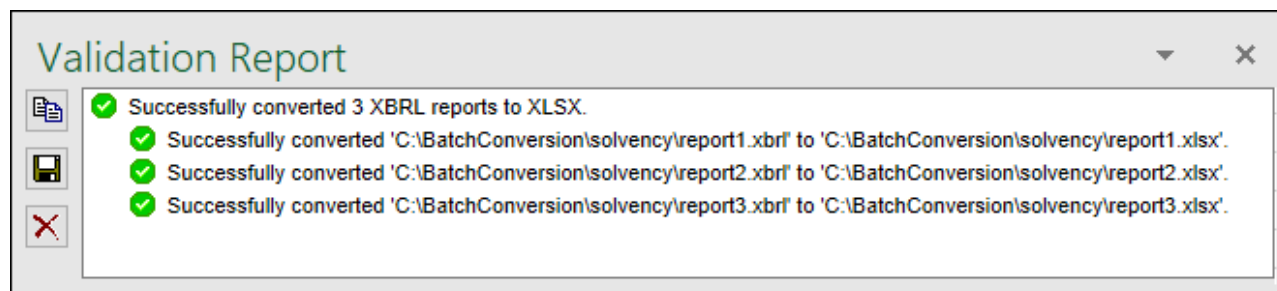 Validation Report
Successfully converted 3 XBRL reports to XLSX.
Successfully converted 'C:\BatchConversion\solvency\report1.xbrl' to 'C:\BatchConversion\solvency\report1.xlsx'.
Successfully converted 'C:\BatchConversion\solvency\report2.xbrl' to 'C:\BatchConversion\solvency\report2.xlsx'.
Successfully converted 'C:\BatchConversion\solvency\report3.xbrl' to 'C:\BatchConversion\solvency\report3.xlsx'.